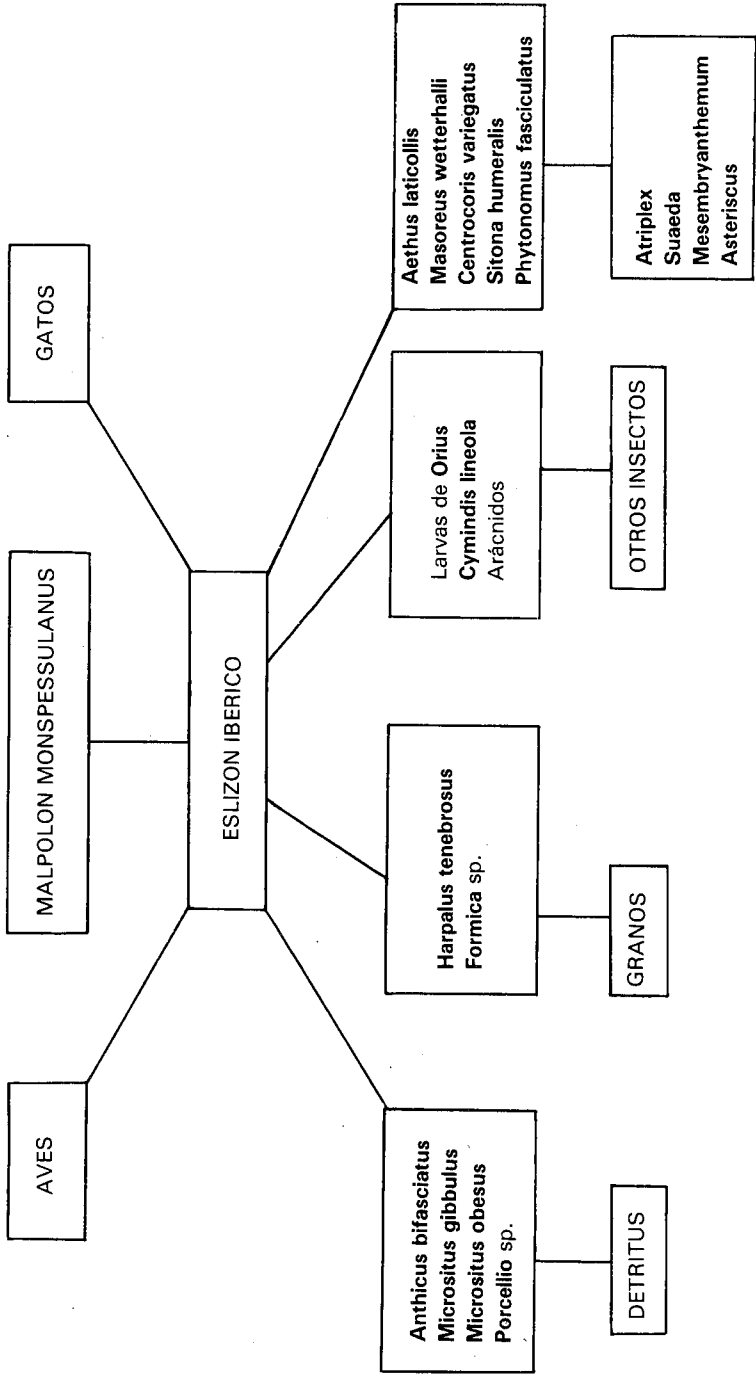 AVES
MALPOLON MONSPESSULANUS
GATOS
ESLIZON IBERICO
Anthicus bifasciatus
Microsituts gibbulus
Micrositus obesus
Porcellio sp.
Harpalus tenebrosus
Formica sp.
Larvas de Orius
Cymindis lineola
Arácnidos
Aethus laticollis
Masoreus wetterhalli
Centrocoris variegatus
Sitona humeralis
Phytonomus fasciculatus
DETRITUS
GRANOS
OTROS INSECTOS
Atriplex
Suaeda
Mesembryanthemum
Asteriscus